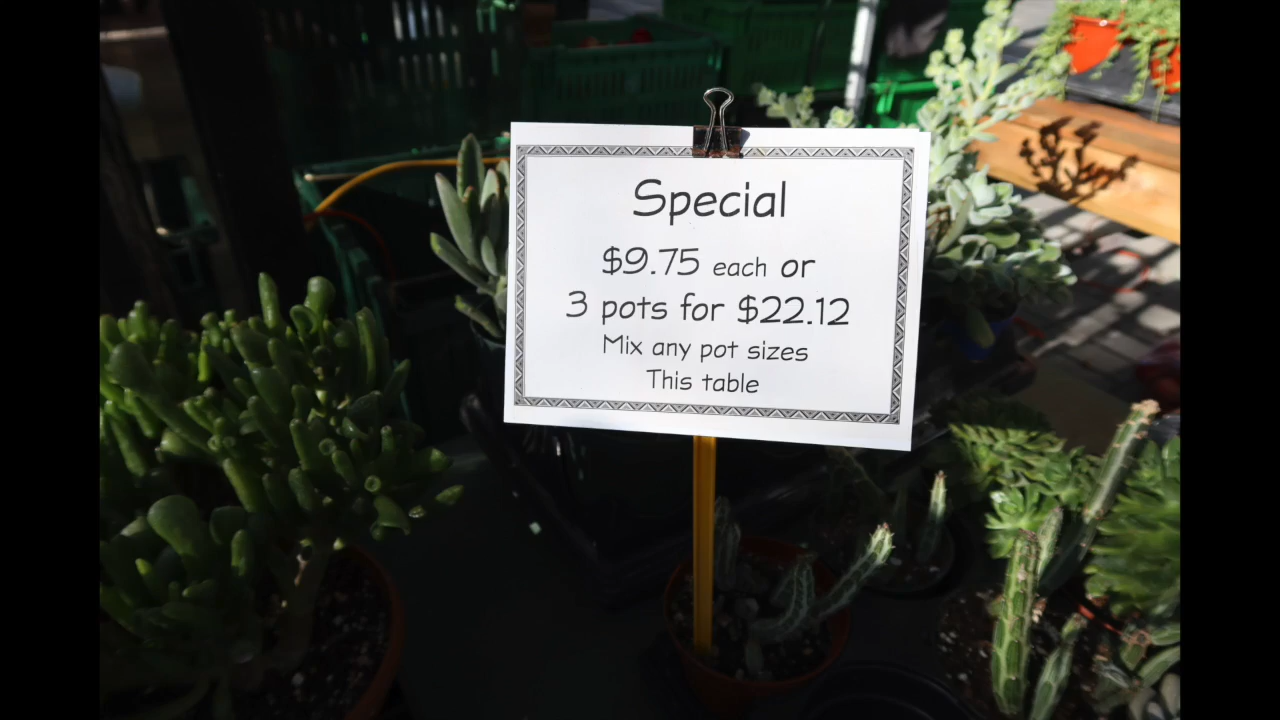 Special
$9.75 each or
3 pots for $22.12
Mix any pot sizes
This table